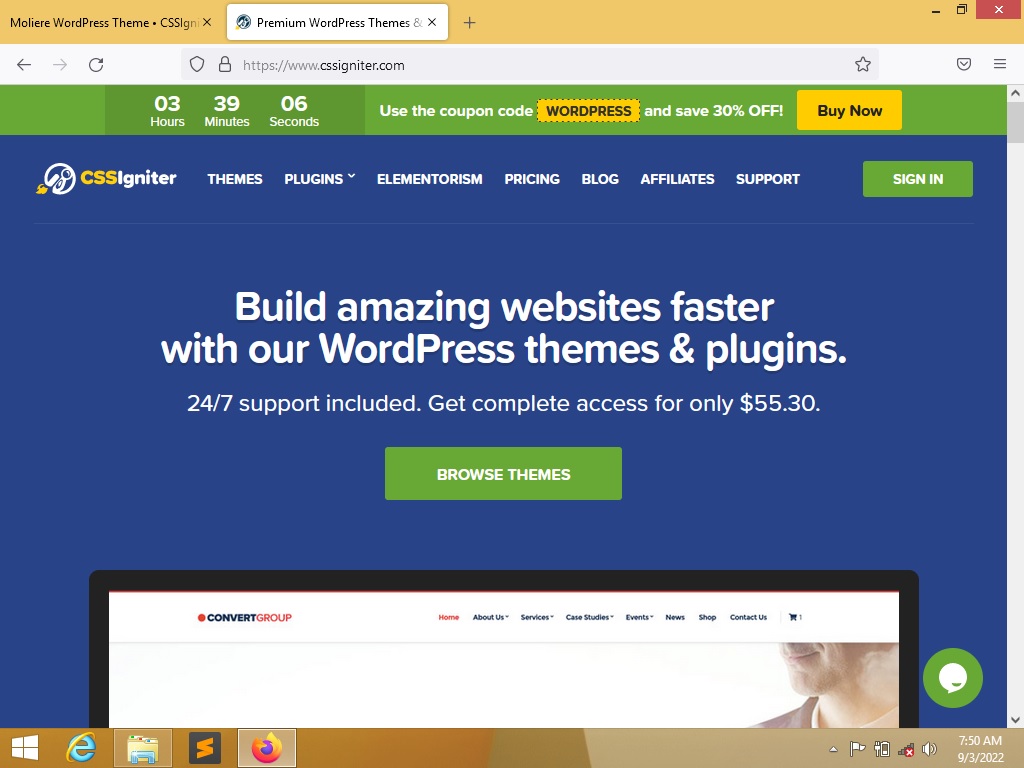 Moliere WordPress Theme • CSSIgni
Premium WordPress Themes &
https://www.cssigniter.com
03 39 06
Hours Minutes Seconds
Use the coupon code WORDPRESS and save 30% OFF!
Buy Now
CSSIgniter THEMES PLUGINS ELEMENTORISM PRICING BLOG AFFILIATES SUPPORT SIGN IN
Build amazing websites faster
with our WordPress themes & plugins.
24/7 support included. Get complete access for only $55.30.
BROWSE THEMES
CONVERTGROUP Home About Us Services Case Studies Events News Shop Contact Us 1
7:50 AM
9/3/2022